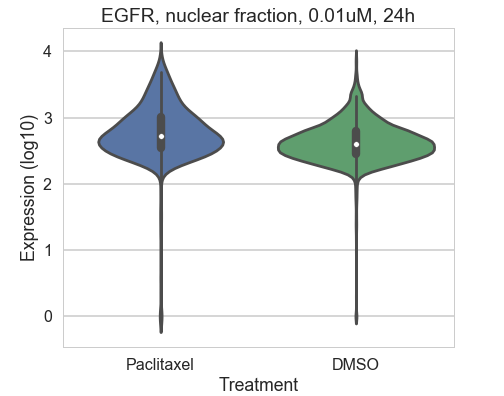 EGFR, nuclear fraction, 0.01uM, 24h
Expression (log10)
4
3
2
1
0
Paclitaxel DMSO
Treatment